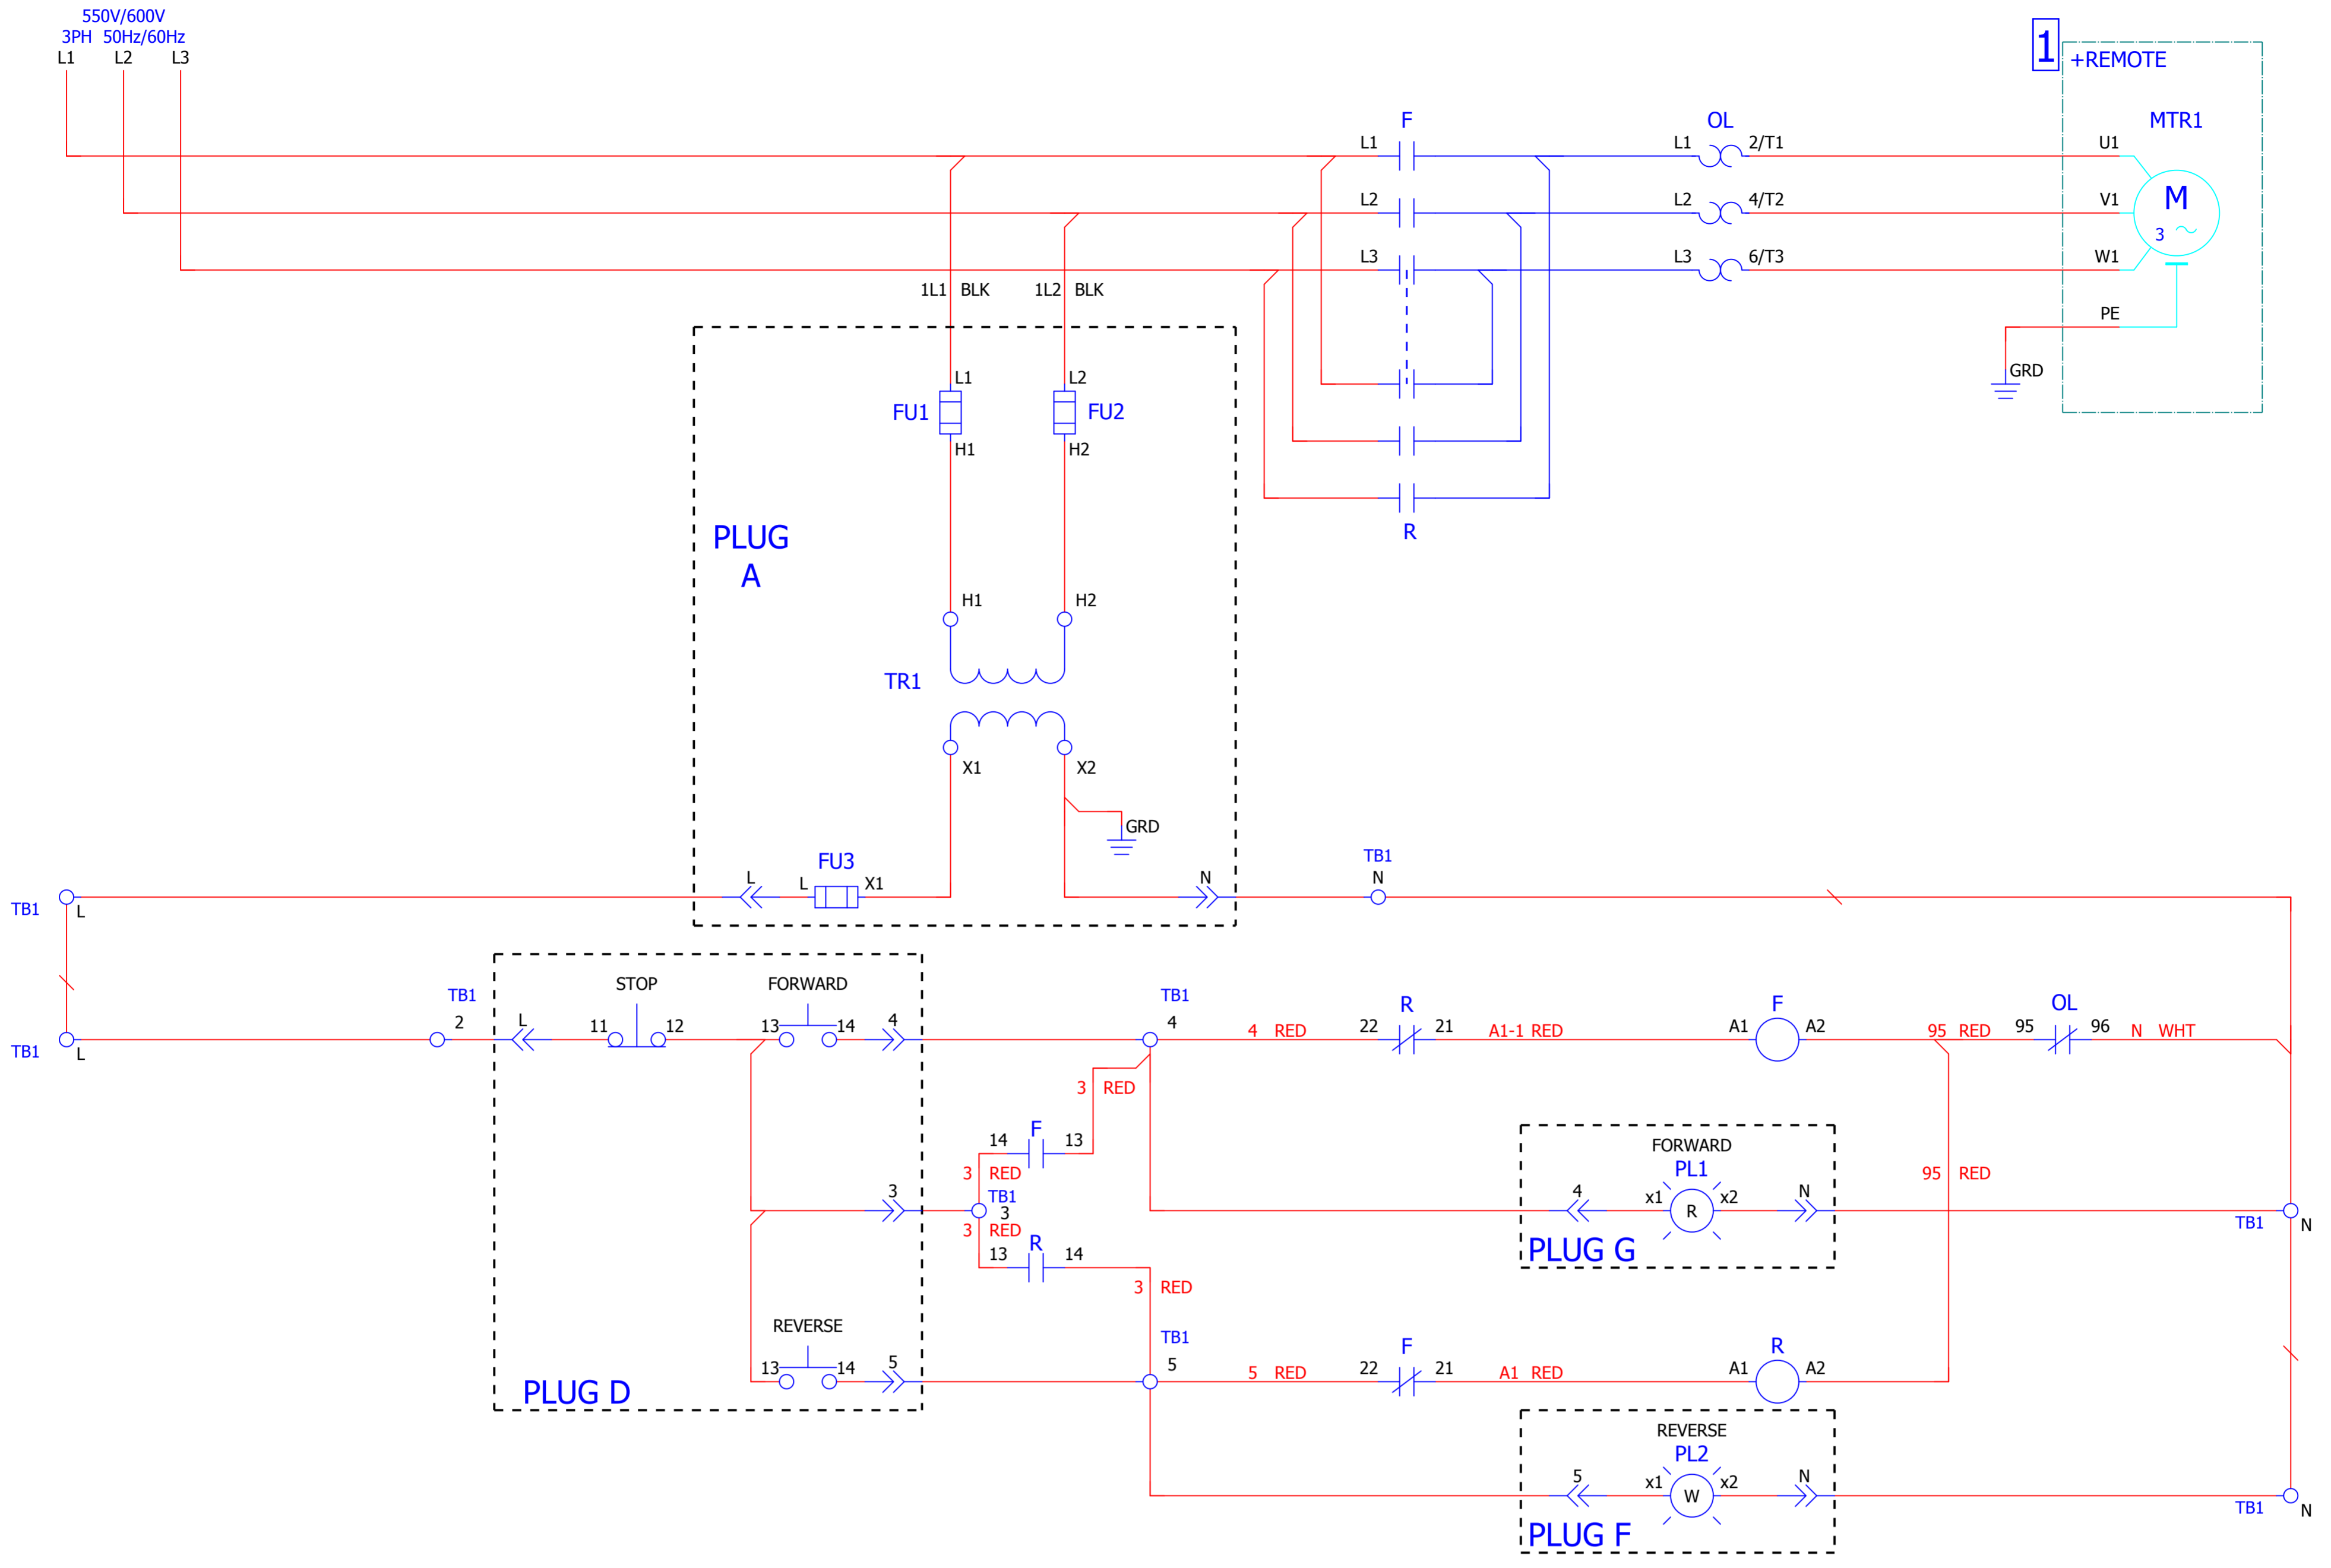 550V/600V
3PH 50Hz/60Hz
L1 L2 L3
1
+REMOTE
F OL MTR1
L1 L1 2/T1 U1
L2 L2 4/T2 V1
M
3
L3 L3 6/T3 W1
1L1 BLK 1L2 BLK
PE
GRD
L1 L2
FU1 FU2
H1 H2
R
PLUG
A
H1 H2
TR1
X1 X2
GRD
FU3 TB1
L L X1 N N
TB1 L
STOP FORWARD
TB1 TB1 R F OL
2 L 11 12 13 14 4 4 4 RED 22 21 A1-1 RED A1 A2 95 RED 95 96 N WHT
TB1 L
3 RED
F
14 13
FORWARD
3 RED PL1 95 RED
3 TB1 4 x1 x2 N
3 R
3 RED TB1 N
R PLUG G
13 14
3 RED
REVERSE TB1 F R
13 14 5 5 5 RED 22 21 A1 RED A1 A2
PLUG D
REVERSE
PL2
5 x1 x2 N
W
TB1 N
PLUG F